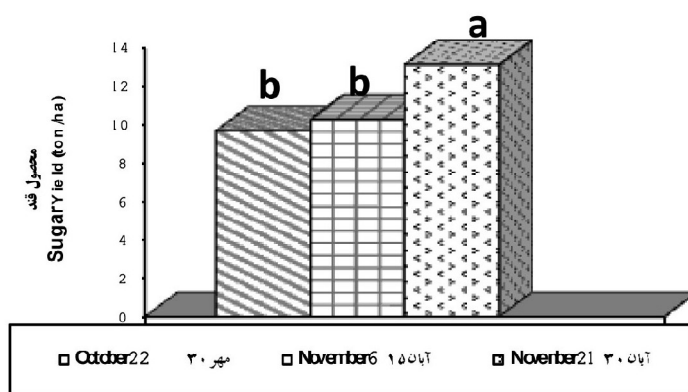 a
b b
14
12
10
8
6
4
2
0
محصول قند
Sugar Yield (ton/ha)
October22 ۳۰ مهر
November6 ۱۵ آبان
November21 ۳۰ آبان